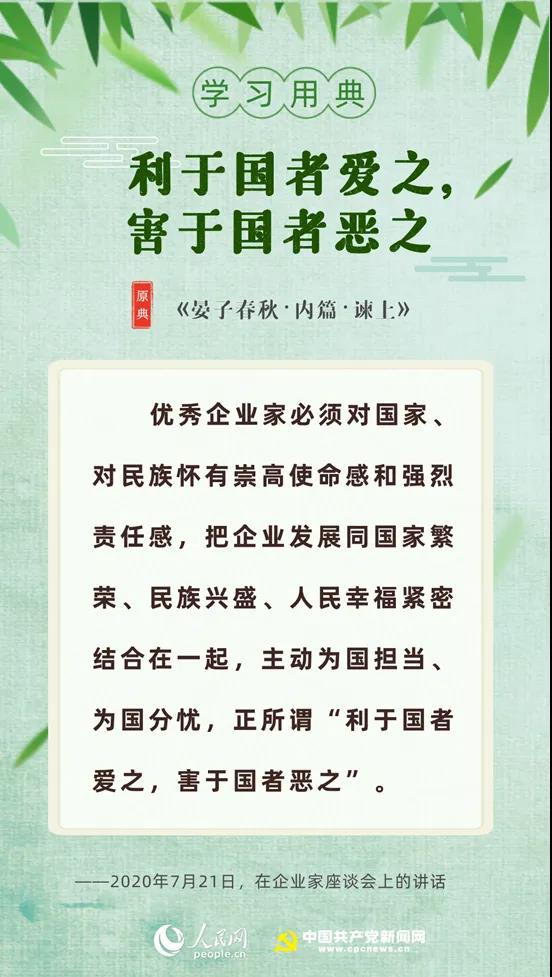 学习用典
利于国者爱之，
害于国者恶之
原典
《晏子春秋·内篇·谏上》
优秀企业家必须对国家、
对民族怀有崇高使命感和强烈
责任感，把企业发展同国家繁
荣、民族兴盛、人民幸福紧密
结合在一起，主动为国担当、
为国分忧，正所谓“利于国者
爱之，害于国者恶之”。
——2020年7月21日，在企业家座谈会上的讲话
人民网
people.cn
中国共产党新闻网
www.cpcnews.cn